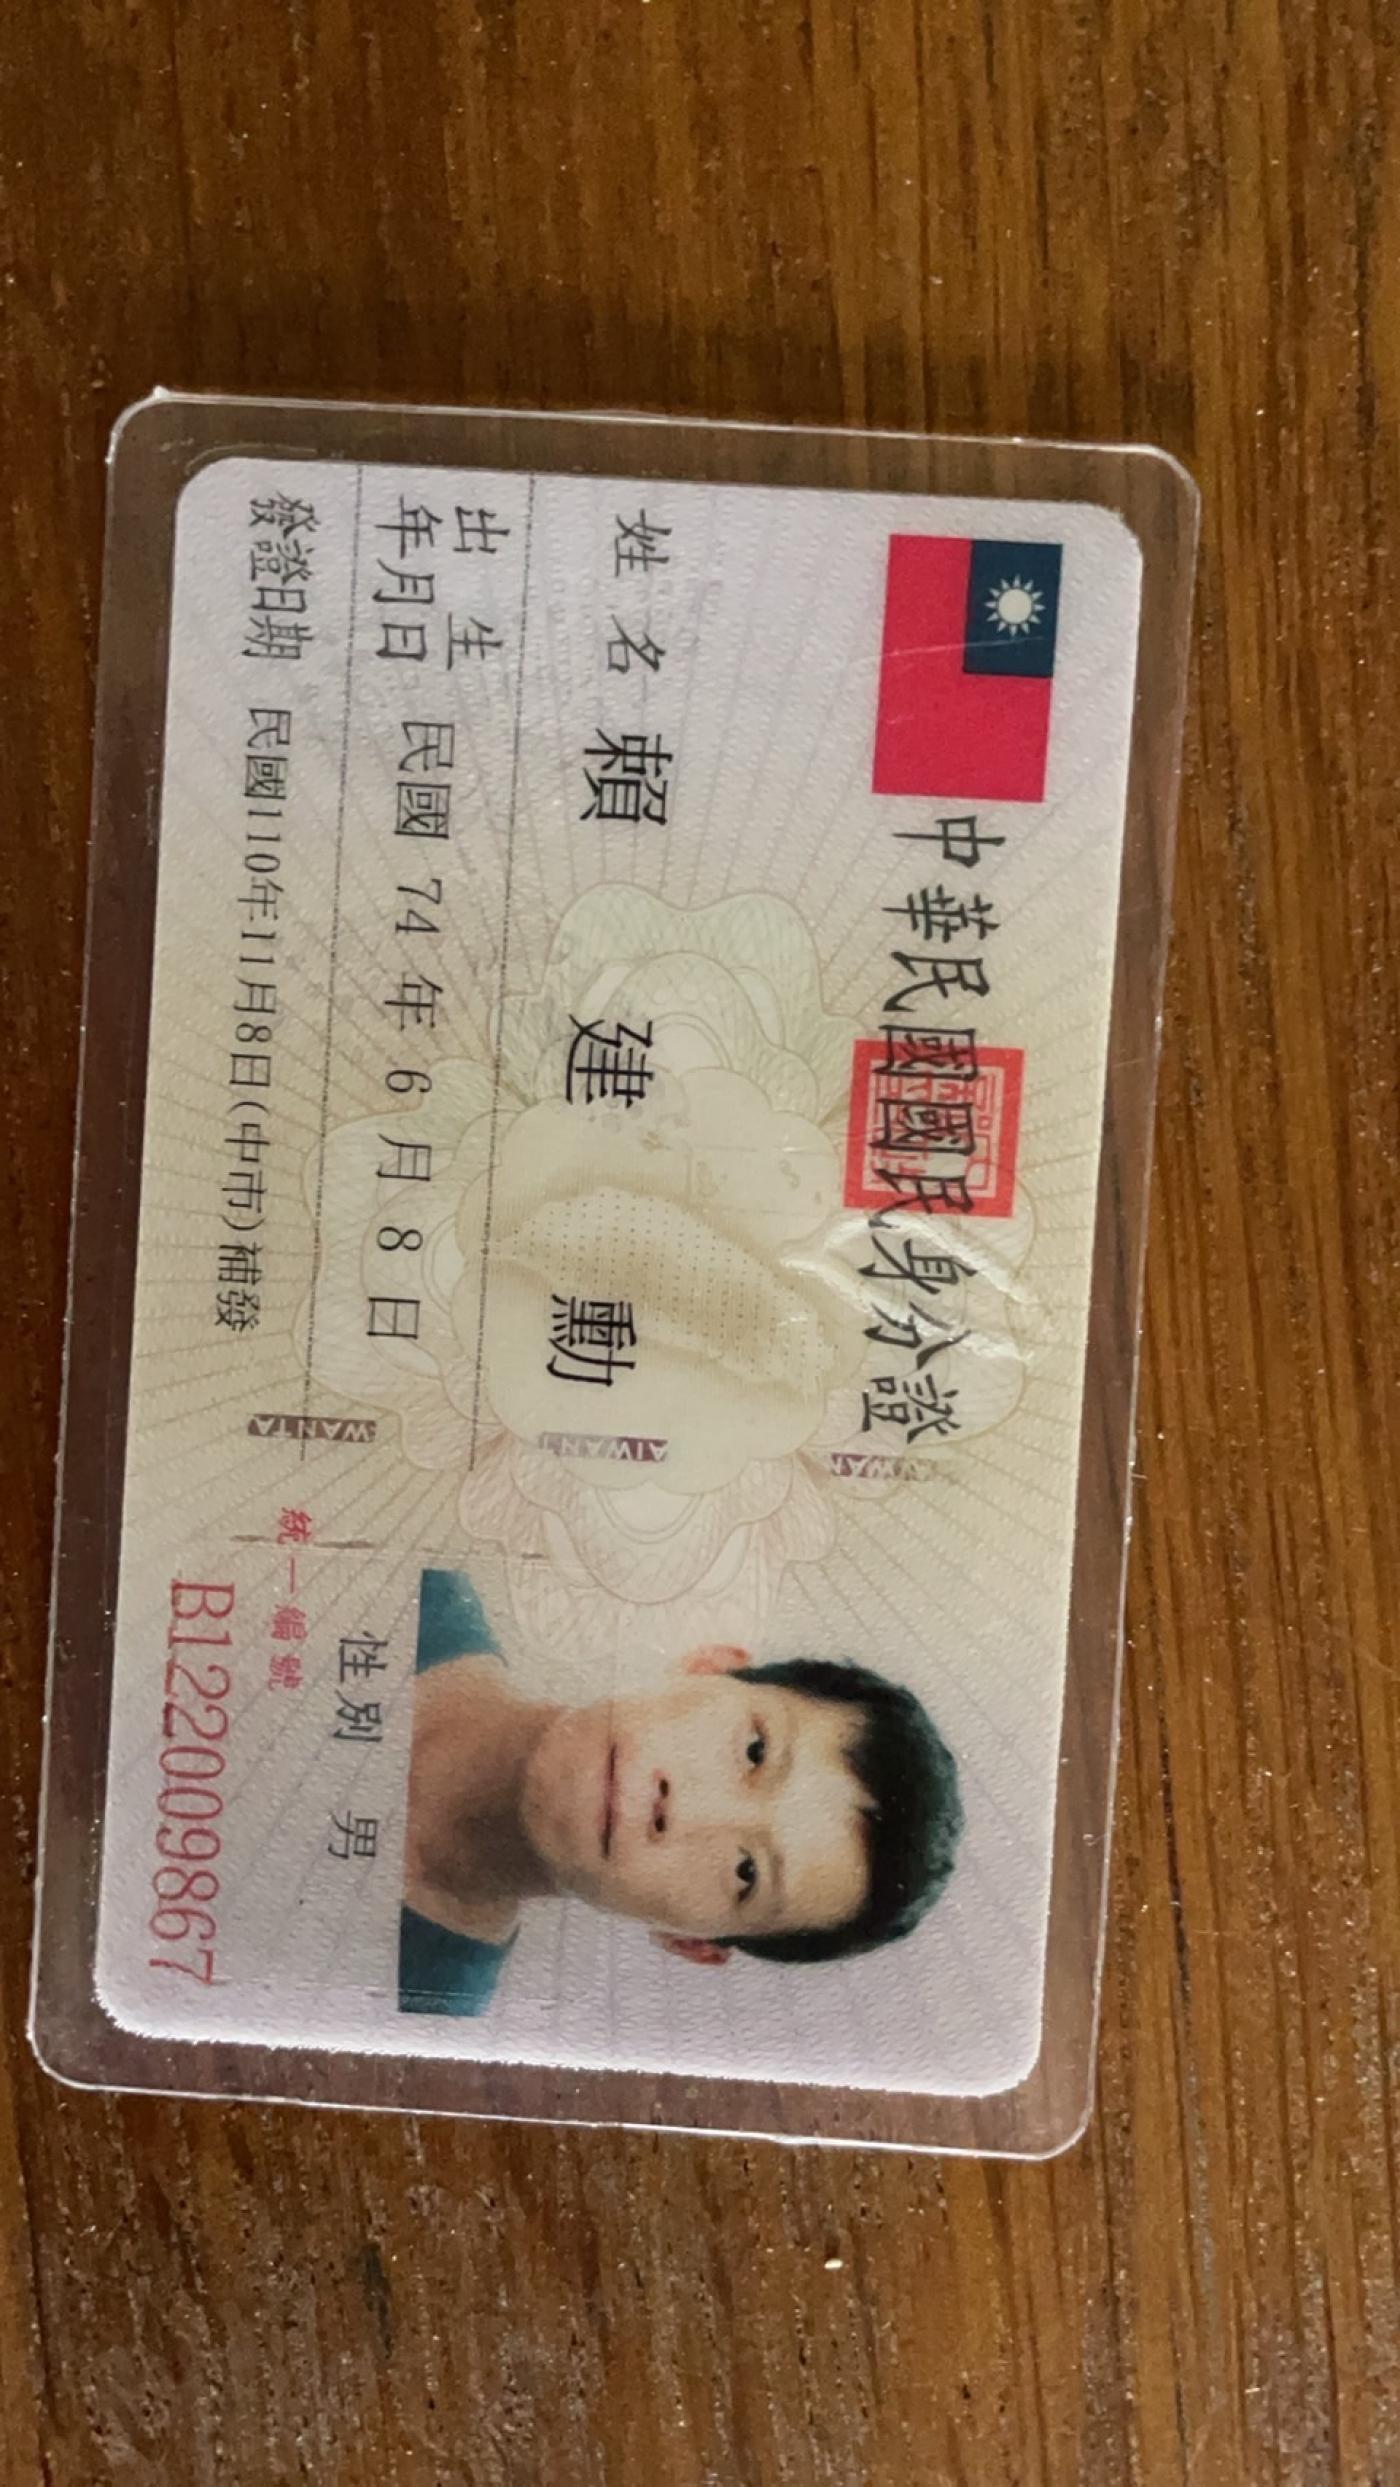 中華民國國民身分證
姓名 賴建勳
出生年月日 民國 74 年 6 月 8 日
性別 男
發證日期 民國110年11月8日(中市)補發
統一編號
B122009867